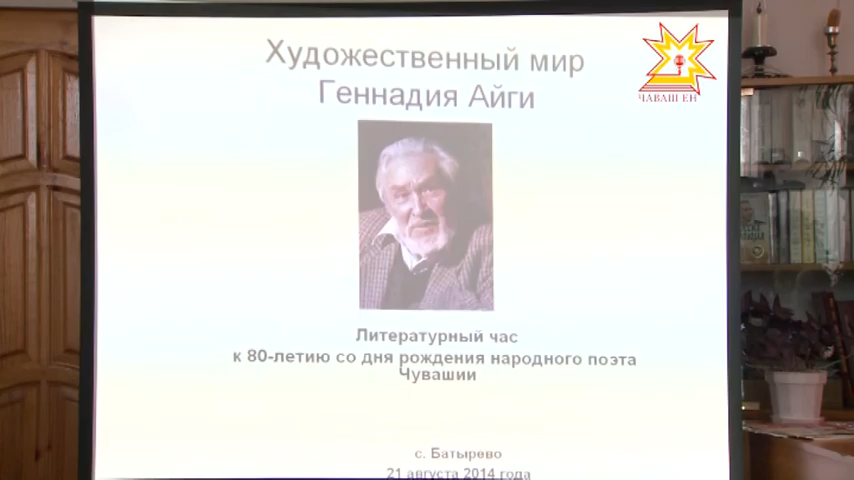 Художественный мир
Геннадия Айги
ЧАВАШ ЕН
Литературный час
к 80-летию со дня рождения народного поэта
Чувашии
с. Батырево
21 августа 2014 года